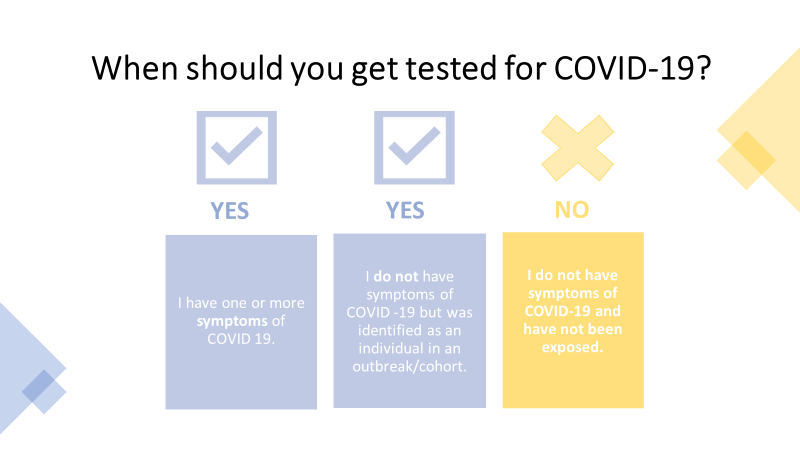 When should you get tested for COVID-19?
YES
YES
NO
I have one or more
symptoms of
COVID 19.
I do not have
symptoms of
COVID -19 but was
identified as an
individual in an
outbreak/cohort.
I do not have
symptoms of
COVID-19 and
have not been
exposed.